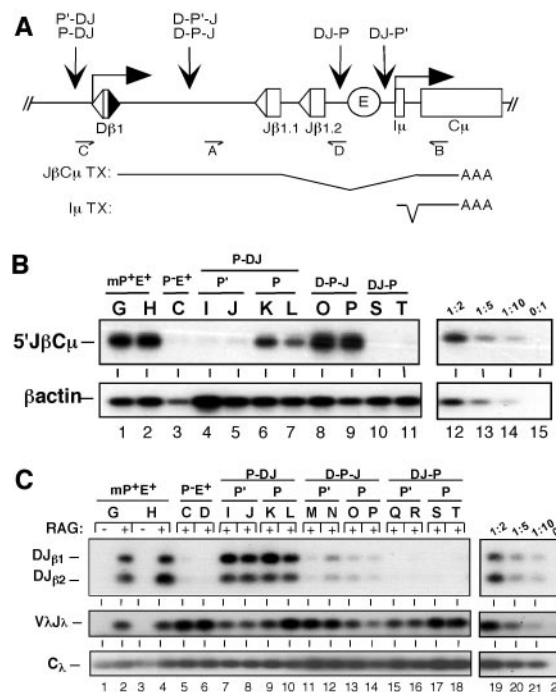 A
P'-DJ D-P'-J DJ-P DJ-P'
P-DJ D-P-J
E
Dβ1 Jβ1.1 Jβ1.2 Iμ Cμ
C A D B
JβCμ TX: AAA
Iμ TX: AAA
B
P-DJ
mP+E+ P-E+ P' P D-P-J DJ-P
G H C I J K L O P S T 1:2 1:5 1:10 0:1
5'JβCμ
βactin
1 2 3 4 5 6 7 8 9 10 11 12 13 14 15
C
P-DJ D-P-J DJ-P
mP+E+ P-E+ P' P P' P P' P
G H C D I J K L M N O P Q R S T
RAG: - + - + + + + + + + + + + + + + + + 1:2 1:5 1:10
DJβ1
DJβ2
VλJλ
Cλ
1 2 3 4 5 6 7 8 9 10 11 12 13 14 15 16 17 18 19 20 21